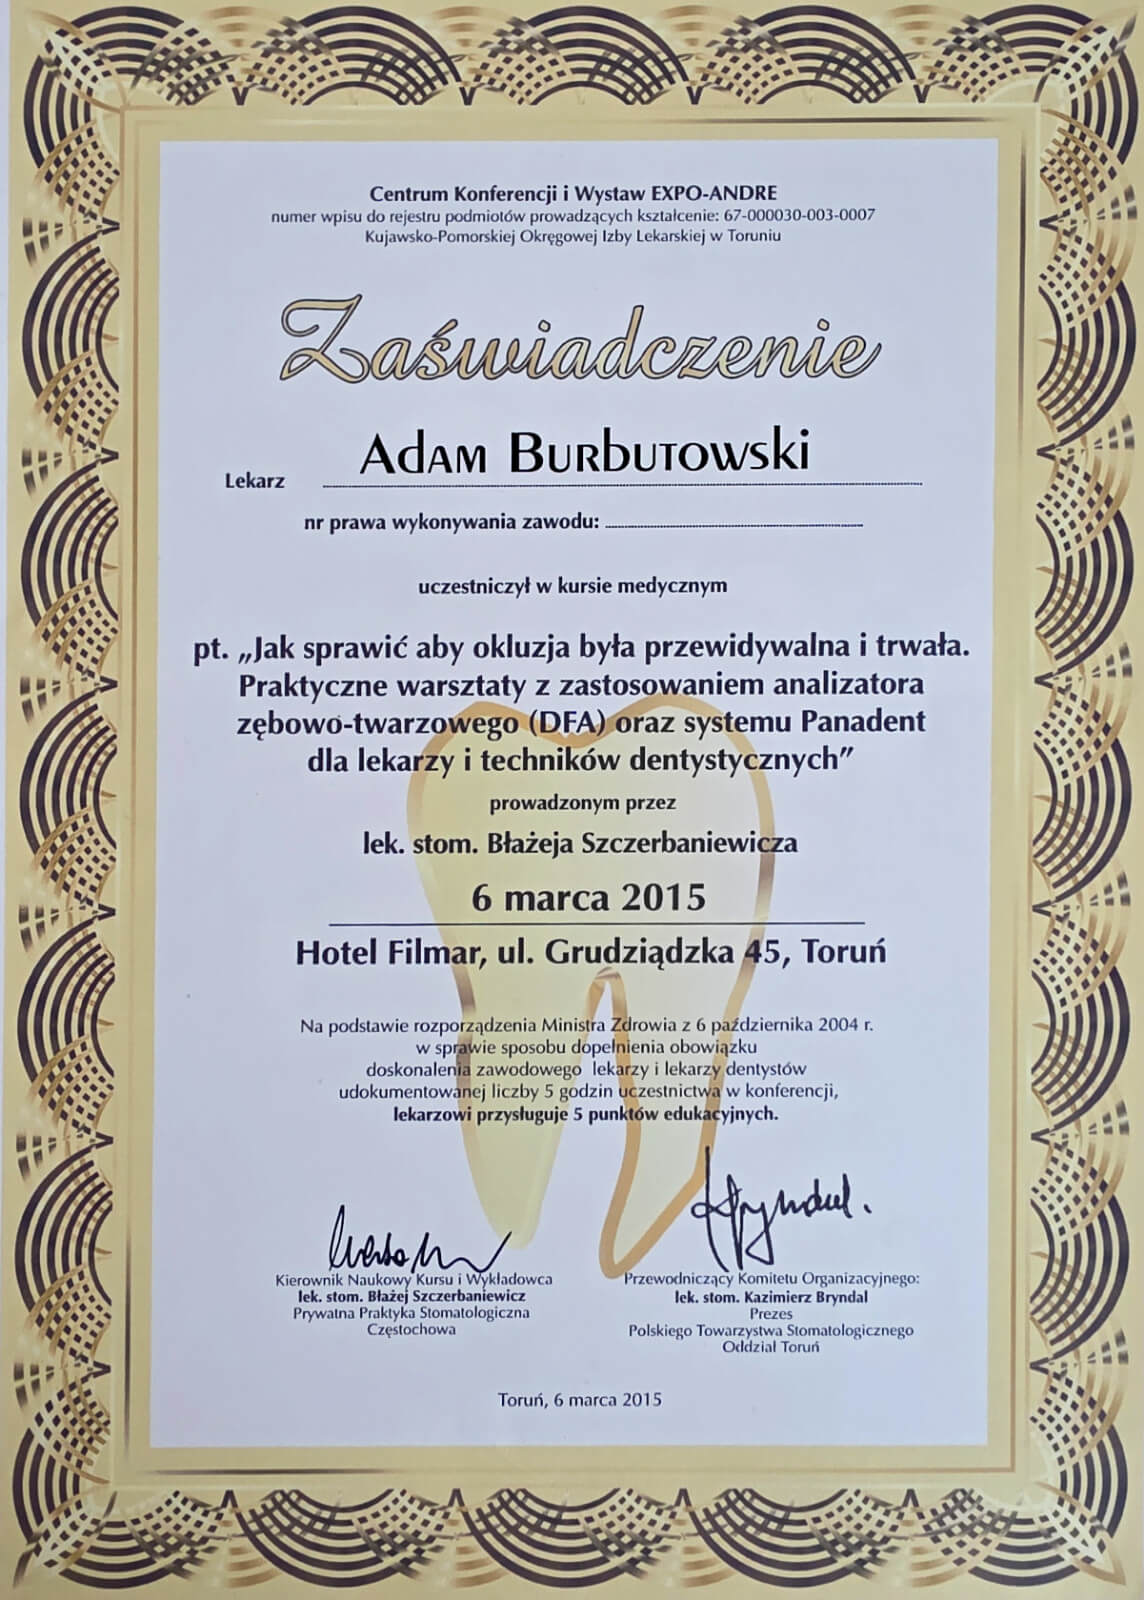 Centrum Konferencji i Wystaw EXPO-ANDRE
numer wpisu do rejestru podmiotów prowadzących kształcenie: 67-000030-003-0007
Kujawsko-Pomorskiej Okręgowej Izby Lekarskiej w Toruniu
Zaświadczenie
Adam Burbutowski
Lekarz
nr prawa wykonywania zawodu:
uczestniczył w kursie medycznym
pt. „Jak sprawić aby okluzja była przewidywalna i trwała.
Praktyczne warsztaty z zastosowaniem analizatora
zębowo-twarzowego (DFA) oraz systemu Panadent
dla lekarzy i techników dentystycznych”
prowadzonym przez
lek. stom. Błażeja Szczerbaniewicza
6 marca 2015
Hotel Filmar, ul. Grudziądzka 45, Toruń
Na podstawie rozporządzenia Ministra Zdrowia z 6 października 2004 r.
w sprawie sposobu dopełnienia obowiązku
doskonalenia zawodowego lekarzy i lekarzy dentystów
udokumentowanej liczby 5 godzin uczestnictwa w konferencji,
lekarzowi przysługuje 5 punktów edukacyjnych.
Kierownik Naukowy Kursu i Wykładowca
lek. stom. Błażej Szczerbaniewicz
Prywatna Praktyka Stomatologiczna
Częstochowa
Przewodniczący Komitetu Organizacyjnego:
lek. stom. Kazimierz Bryndal
Prezes
Polskiego Towarzystwa Stomatologicznego
Oddział Toruń
Toruń, 6 marca 2015